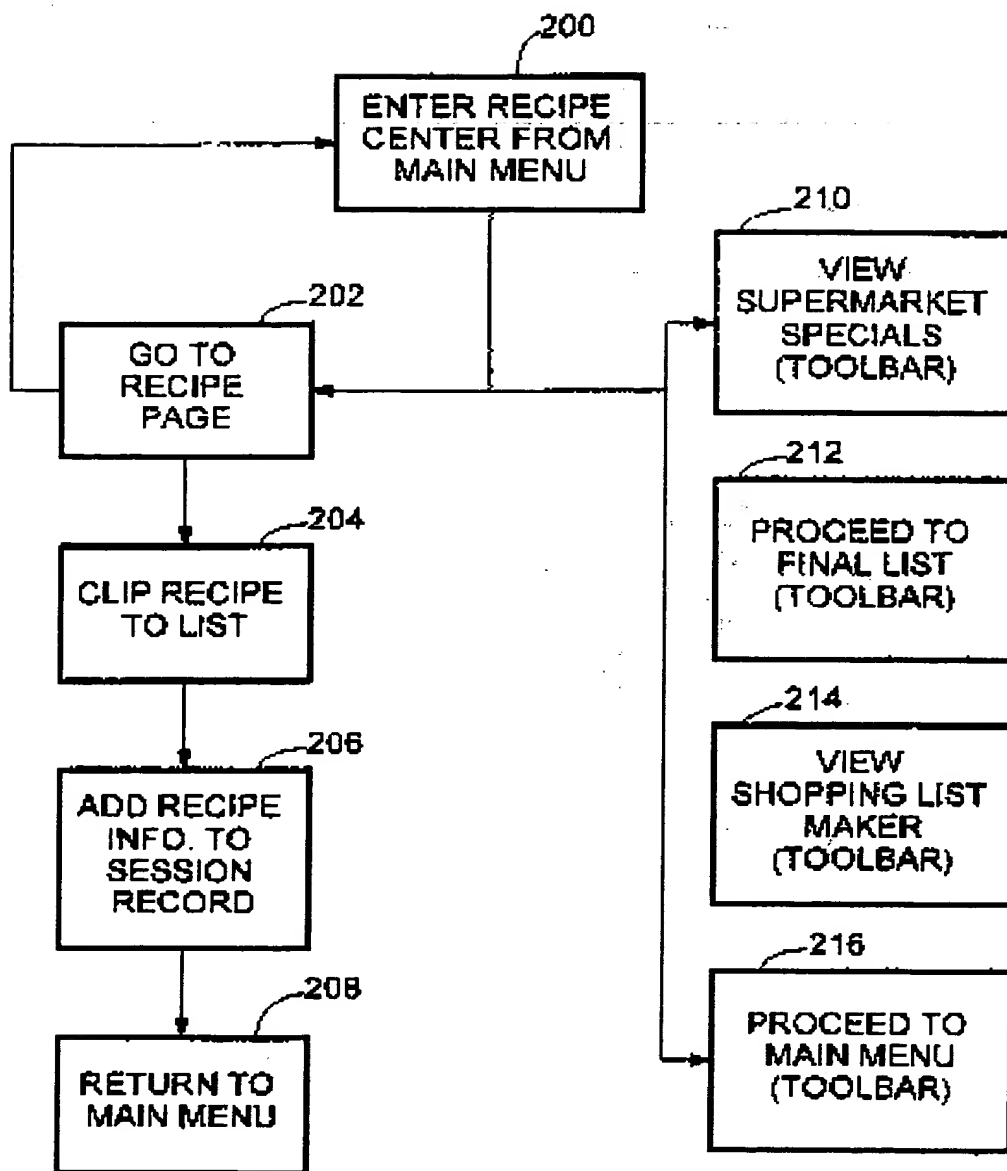 200
ENTER RECIPE
CENTER FROM
MAIN MENU
202
GO TO
RECIPE
PAGE
204
CLIP RECIPE
TO LIST
206
ADD RECIPE
INFO. TO
SESSION
RECORD
208
RETURN TO
MAIN MENU
210
VIEW
SUPERMARKET
SPECIALS
(TOOLBAR)
212
PROCEED TO
FINAL LIST
(TOOLBAR)
214
VIEW
SHOPPING LIST
MAKER
(TOOLBAR)
216
PROCEED TO
MAIN MENU
(TOOLBAR)